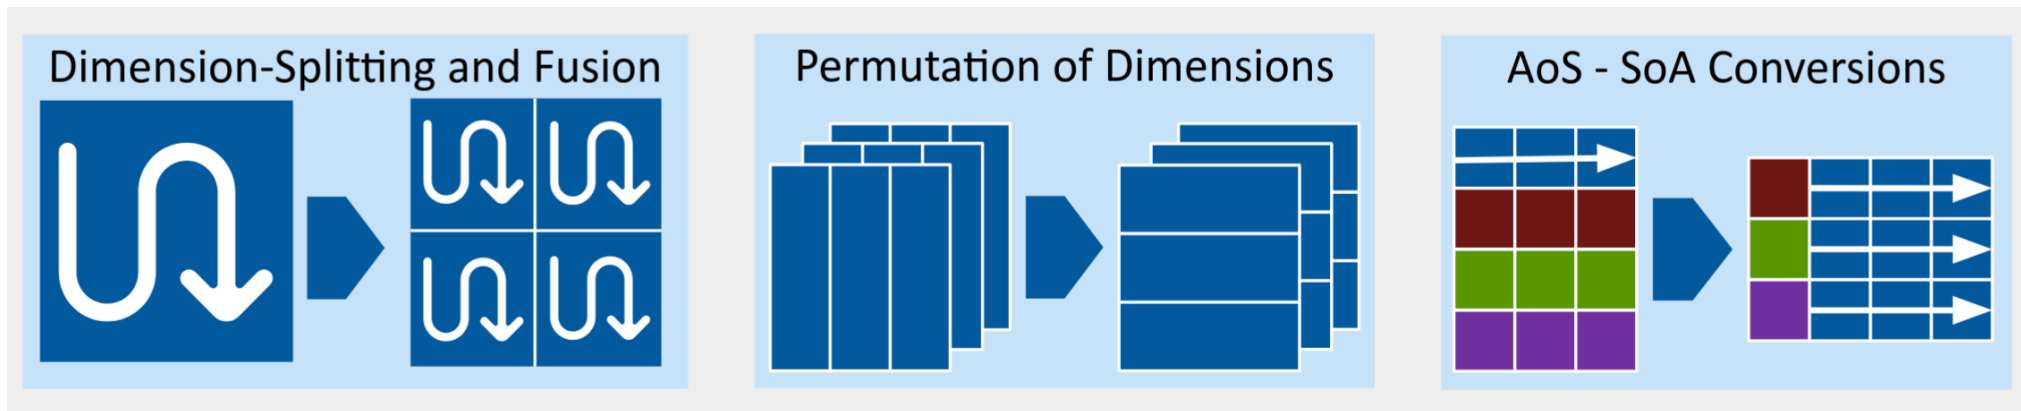 Dimension-Splitting and Fusion
Permutation of Dimensions
AoS - SoA Conversions